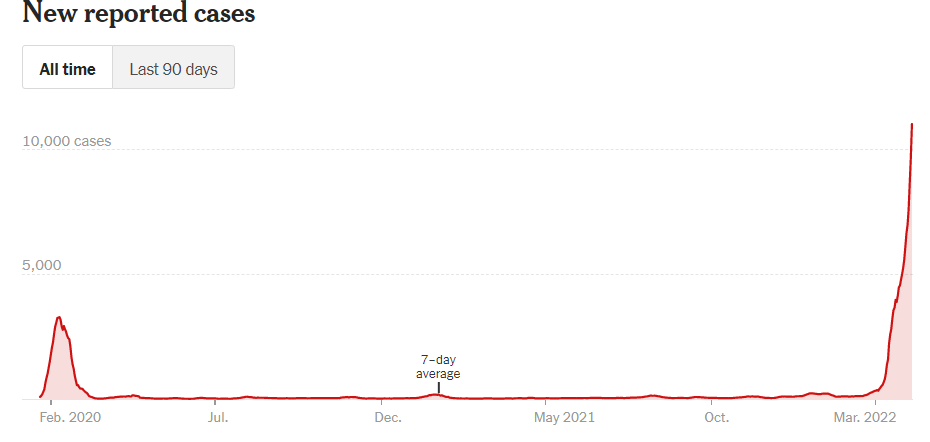 New reported cases
All time
Last 90 days
10,000 cases
5,000
7–day
average
Feb. 2020
Jul.
Dec.
May 2021
Oct.
Mar. 2022